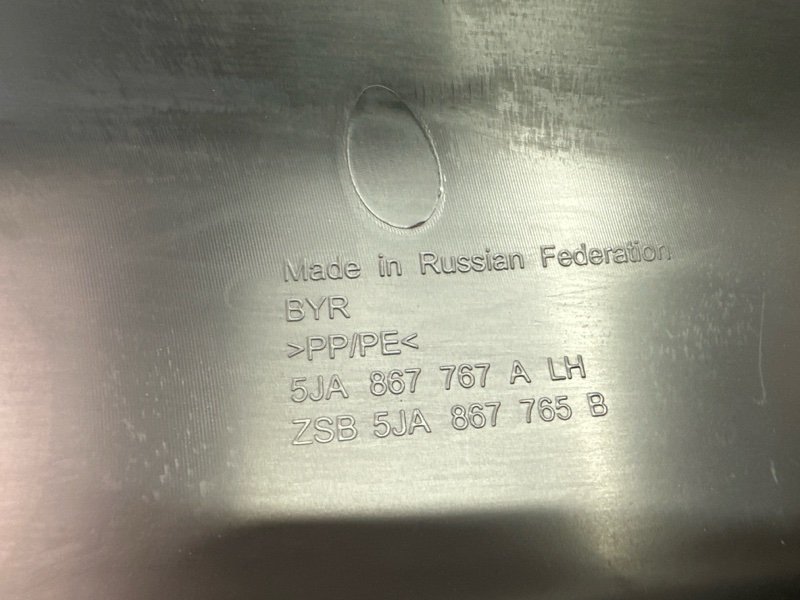 Made in Russian Federation
BYR
>PP/PE<
5JA 867 767 A LH
ZSB 5JA 867 765 B